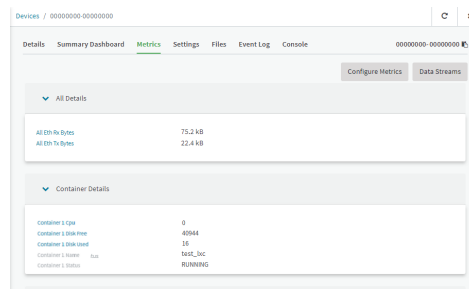 Devices / 00000000-00000000
Details Summary Dashboard Metrics Settings Files Event Log Console 00000000-00000000
Configure Metrics Data Streams
All Details
All Eth Rx Bytes 75.2 kB
All Eth Tx Bytes 22.4 kB
Container Details
Container 1 Cpu 0
Container 1 Disk Free 40944
Container 1 Disk Used 16
Container 1 Name test_lxc
Container 1 Status RUNNING